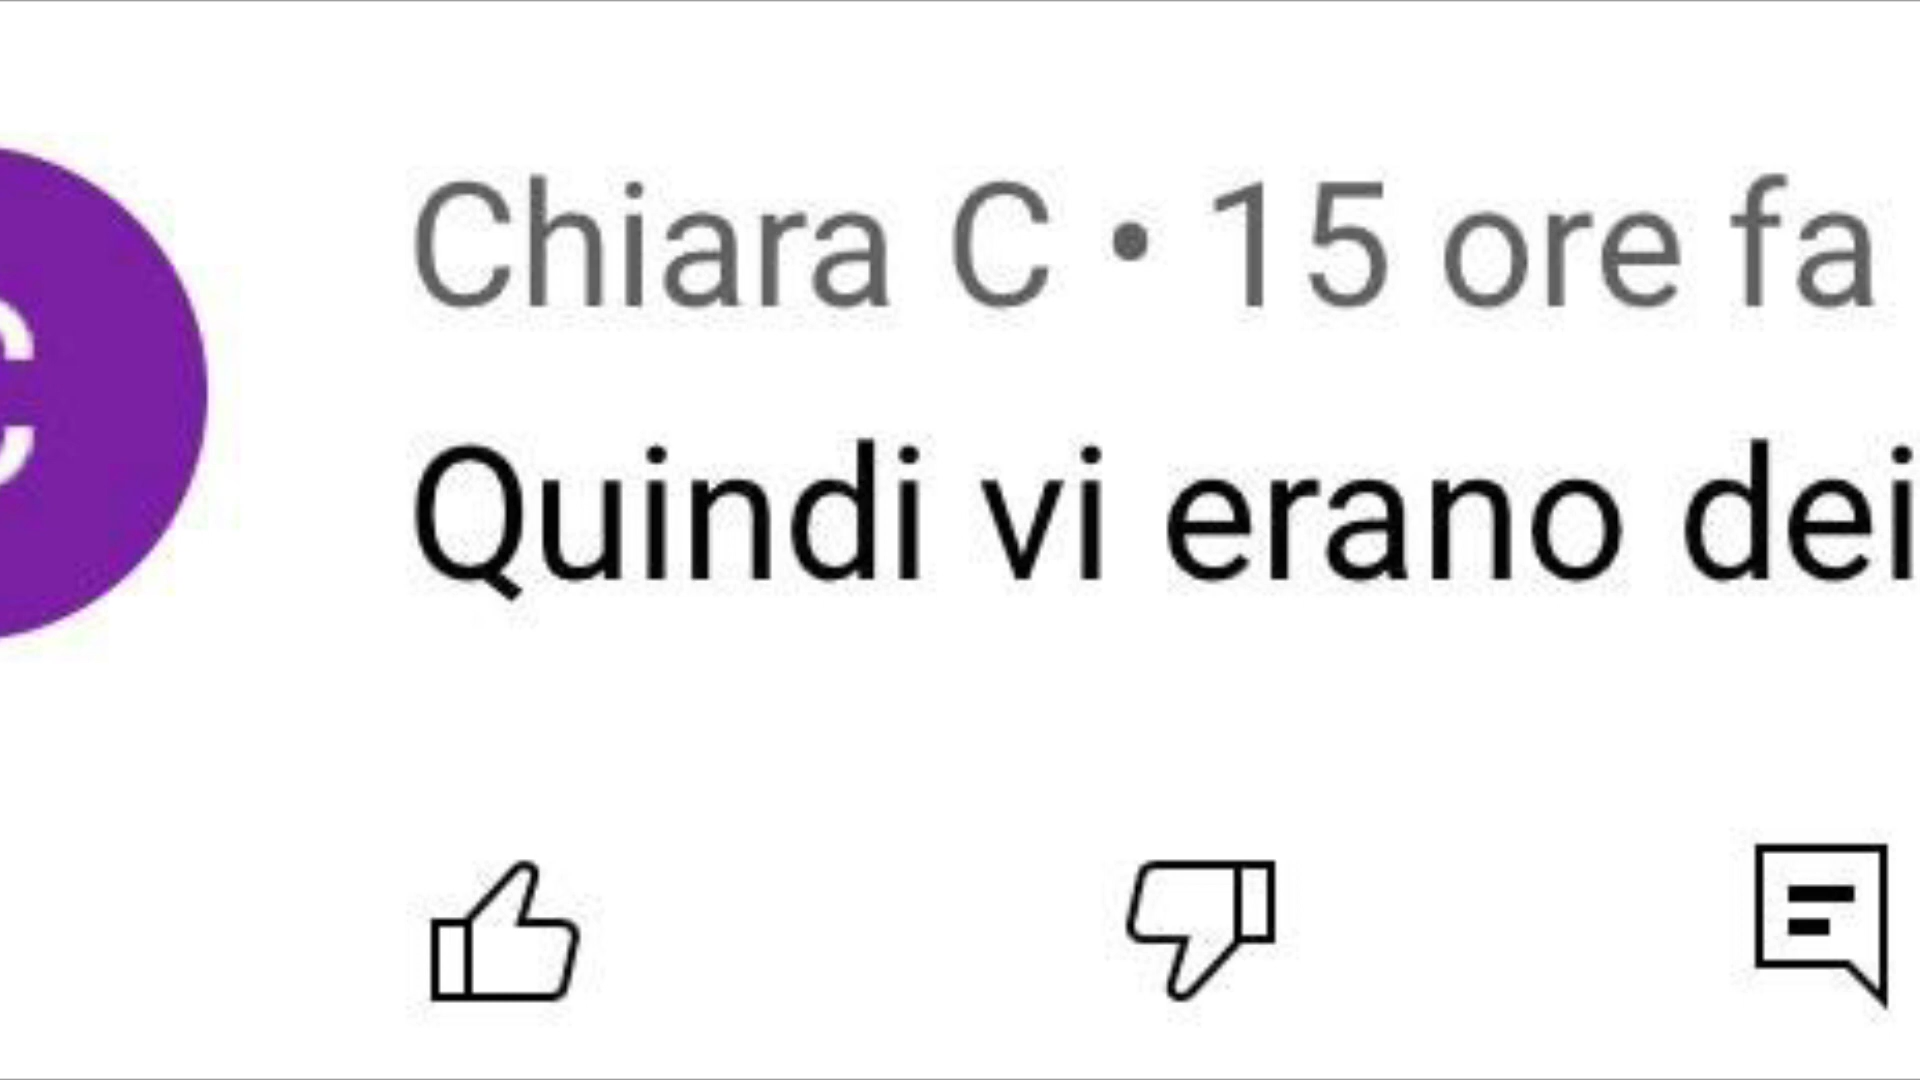 Chiara C • 15 ore fa
Quindi vi erano dei